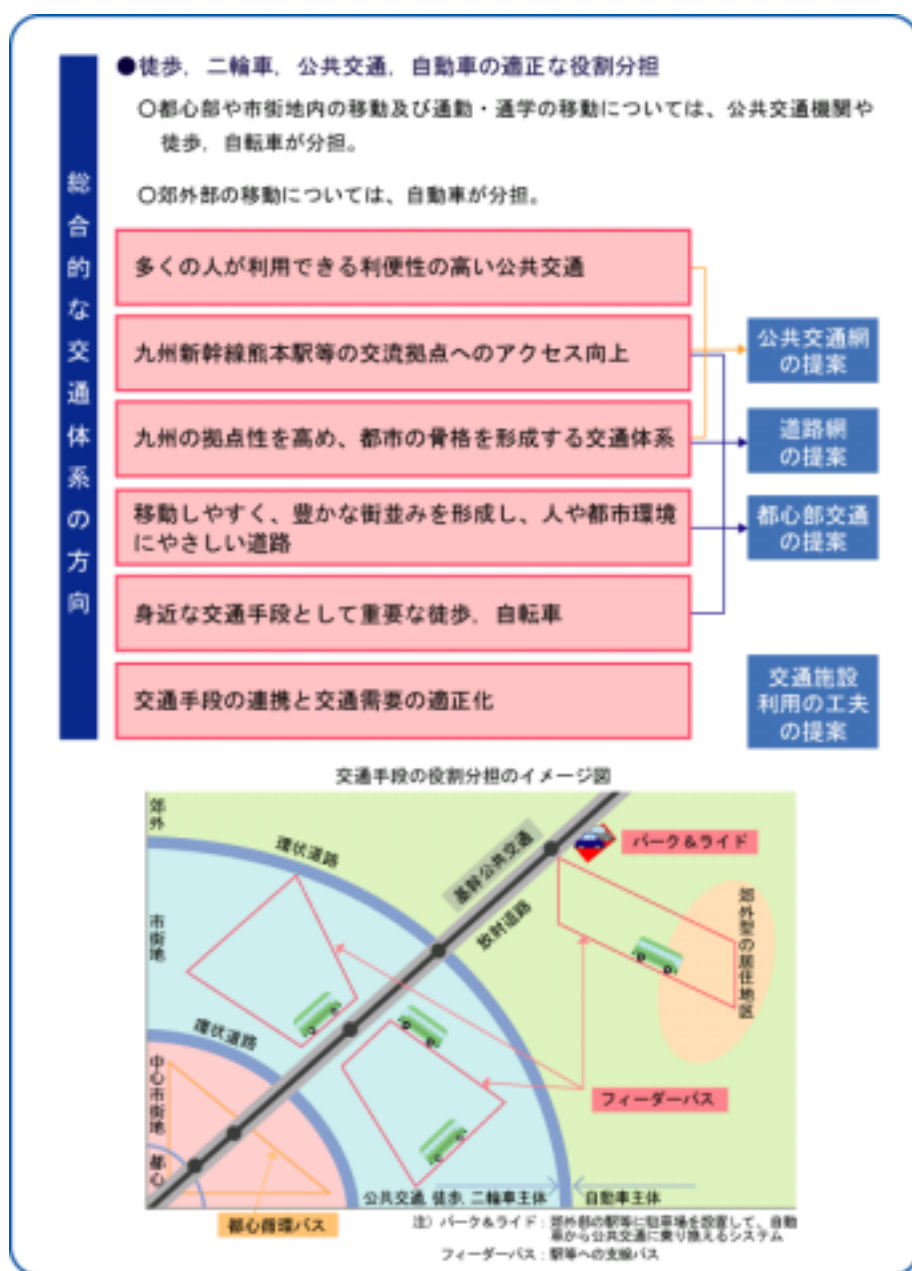 総合的な交通体系の方向
●徒歩，二輪車，公共交通，自動車の適正な役割分担
○都心部や市街地内の移動及び通勤・通学の移動については、公共交通機関や
徒歩，自転車が分担。
○郊外部の移動については、自動車が分担。
多くの人が利用できる利便性の高い公共交通
九州新幹線熊本駅等の交流拠点へのアクセス向上
九州の拠点性を高め、都市の骨格を形成する交通体系
移動しやすく、豊かな街並みを形成し、人や都市環境
にやさしい道路
身近な交通手段として重要な徒歩，自転車
交通手段の連携と交通需要の適正化
公共交通網
の提案
道路網
の提案
都心部交通
の提案
交通施設
利用の工夫
の提案
交通手段の役割分担のイメージ図
郊外
環状道路
基幹公共交通
放射道路
パーク＆ライド
郊外型の居住地区
市街地
環状道路
中心市街地
都心
フィーダーバス
都心循環バス
公共交通，徒歩，二輪車主体
自動車主体
注）パーク＆ライド：郊外部の駅等に駐車場を設置して、自動
車から公共交通に乗り換えるシステム
フィーダーバス：駅等への支線バス